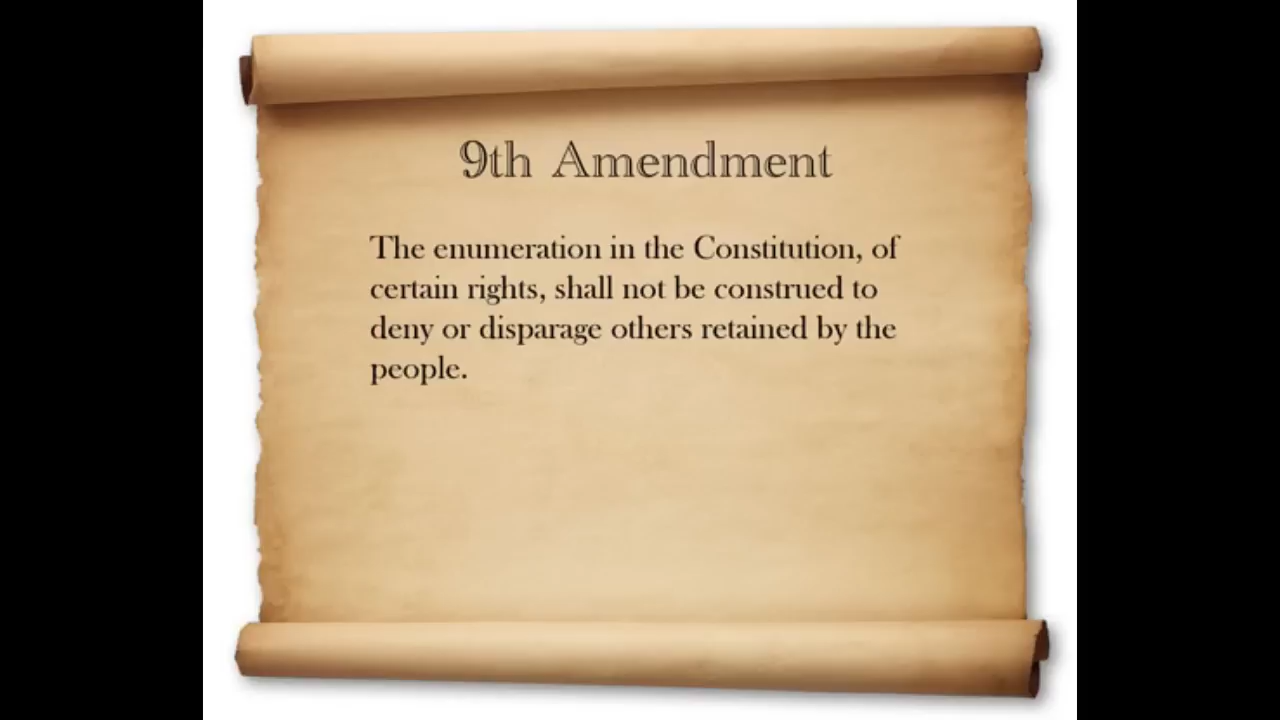 9th Amendment
The enumeration in the Constitution, of
certain rights, shall not be construed to
deny or disparage others retained by the
people.